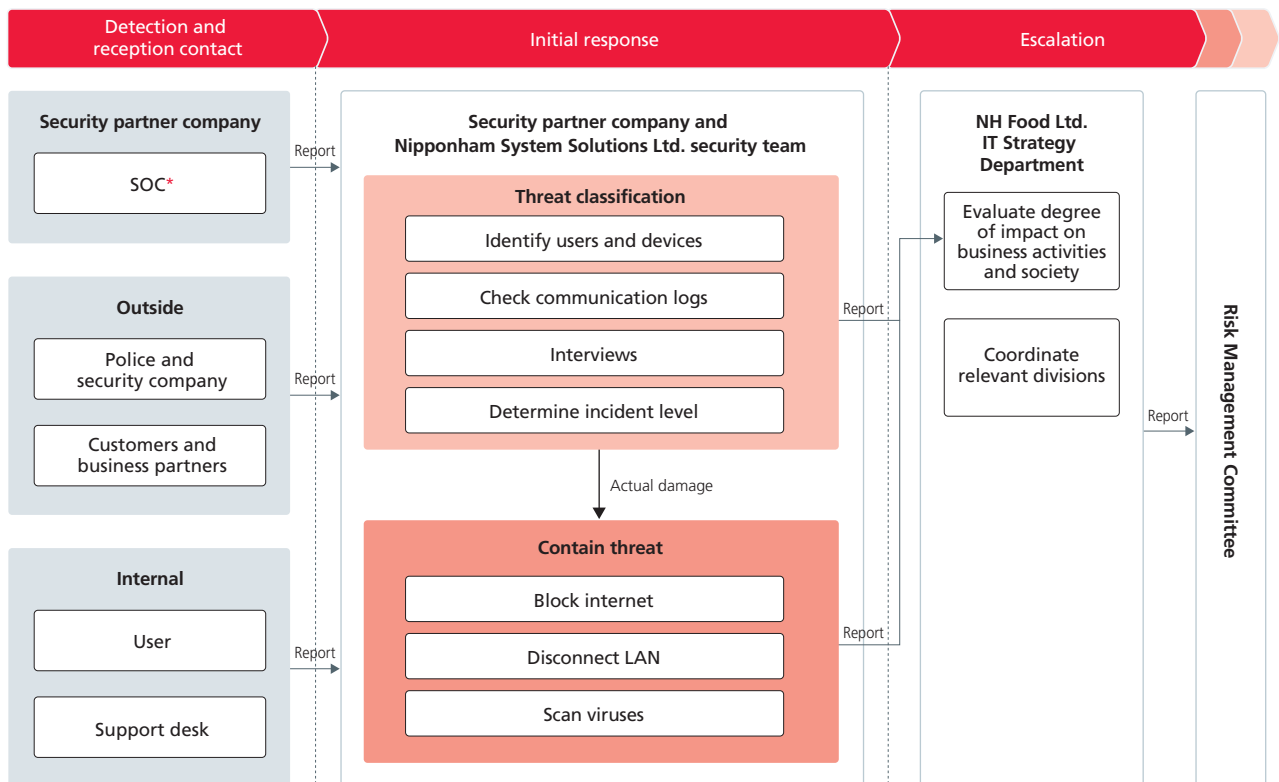 Detection and
reception contact
Initial response
Escalation
Security partner company
SOC*
Report
Outside
Police and
security company
Customers and
business partners
Report
Internal
User
Support desk
Report
Security partner company and
Nipponham System Solutions Ltd. security team
Threat classification
Identify users and devices
Check communication logs
Interviews
Determine incident level
Report
Actual damage
Contain threat
Block internet
Disconnect LAN
Scan viruses
Report
NH Food Ltd.
IT Strategy
Department
Evaluate degree
of impact on
business activities
and society
Coordinate
relevant divisions
Report
Risk Management Committee